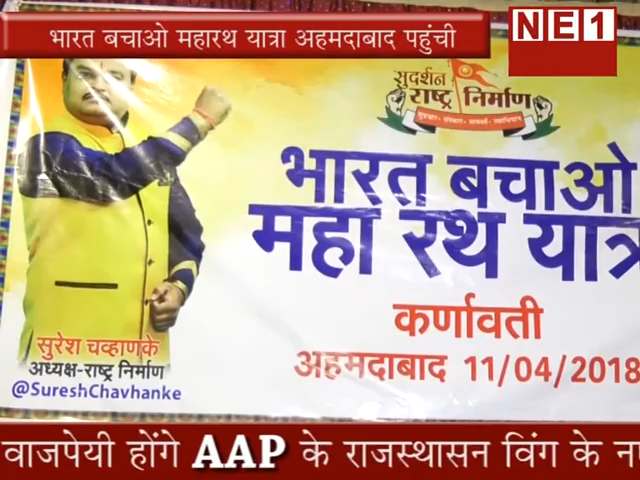 भारत बचाओ महारथ यात्रा अहमदाबाद पहुंची
NE1
सुदर्शन
राष्ट्र निर्माण
भारत बचाओ
महा रथ यात्र
कर्णावती
अहमदाबाद 11/04/2018
सुरेश चव्हाणके
अध्यक्ष-राष्ट्र निर्माण
@SureshChavhanke
वाजपेयी होंगे AAP के राजस्थासन विंग के